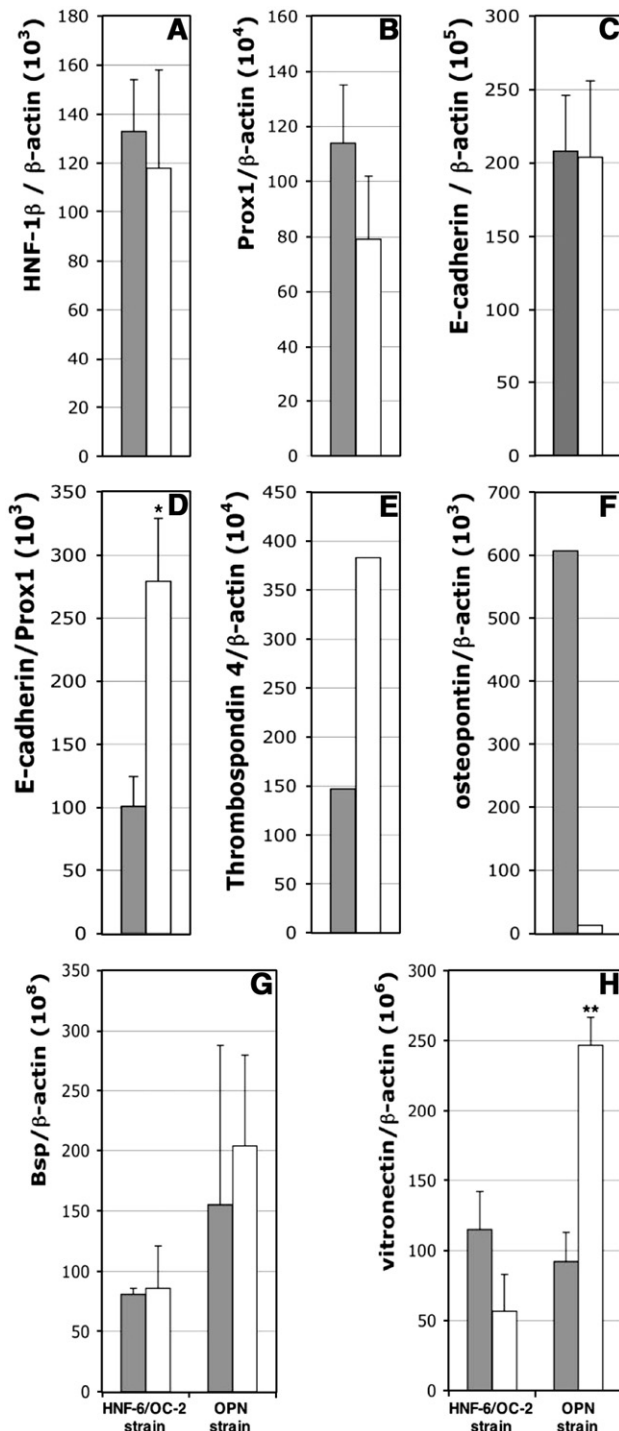 A
HNF-1β / β-actin (10³)
180
160
140
120
100
80
60
40
20
0
B
Prox1/β-actin (10⁴)
160
140
120
100
80
60
40
20
0
C
E-cadherin / β-actin (10⁵)
300
250
200
150
100
50
0
D
E-cadherin/Prox1 (10³)
350
300
250
200
150
100
50
0
*
E
Thrombospondin 4/β-actin (10⁴)
450
400
350
300
250
200
150
100
50
0
F
osteopontin/β-actin (10³)
700
600
500
400
300
200
100
0
G
Bsp/β-actin (10⁸)
350
300
250
200
150
100
50
0
HNF-6/OC-2
strain
OPN
strain
H
vitronectin/β-actin (10⁶)
300
250
200
150
100
50
0
**
HNF-6/OC-2
strain
OPN
strain